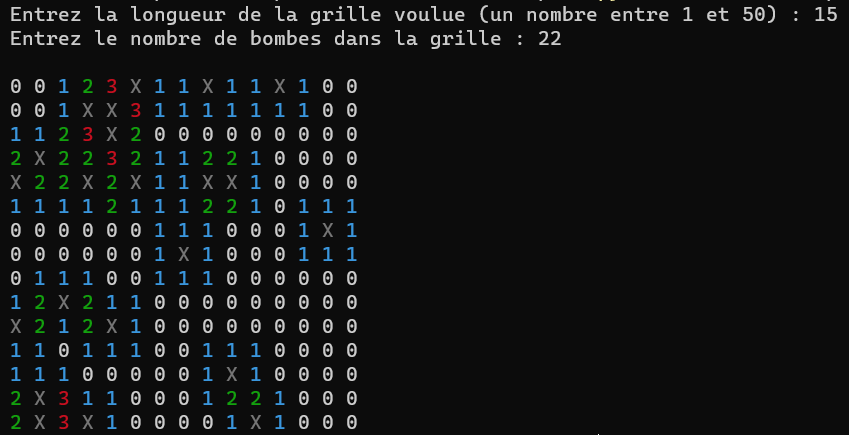 Entrez la longueur de la grille voulue (un nombre entre 1 et 50) : 15
Entrez le nombre de bombes dans la grille : 22
0 0 1 2 3 X 1 1 X 1 1 X 1 0 0
0 0 1 X X 3 1 1 1 1 1 1 1 0 0
1 1 2 3 X 2 0 0 0 0 0 0 0 0 0
2 X 2 2 3 2 1 1 2 2 1 0 0 0 0
X 2 2 X 2 X 1 1 X X 1 0 0 0 0
1 1 1 1 2 1 1 1 2 2 1 0 1 1 1
0 0 0 0 0 0 1 1 1 0 0 0 1 X 1
0 0 0 0 0 0 1 X 1 0 0 0 1 1 1
0 1 1 1 0 0 1 1 1 0 0 0 0 0 0
1 2 X 2 1 1 0 0 0 0 0 0 0 0 0
X 2 1 2 X 1 0 0 0 0 0 0 0 0 0
1 1 0 1 1 1 0 0 1 1 1 0 0 0 0
1 1 1 0 0 0 0 0 1 X 1 0 0 0 0
2 X 3 1 1 0 0 0 1 2 2 1 0 0 0
2 X 3 X 1 0 0 0 0 1 X 1 0 0 0